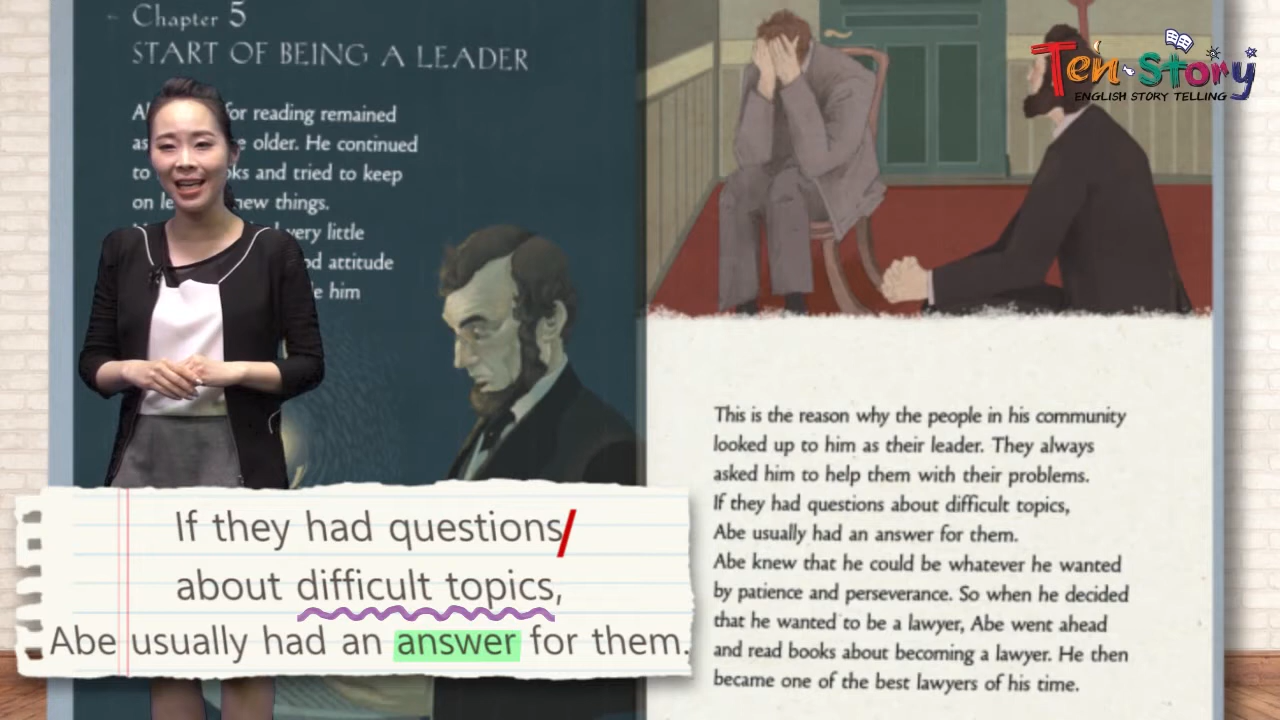 Chapter 5
START OF BEING A LEADER
for reading remained
older. He continued
to ks and tried to keep
on new things.
very little
attitude
him
Ten Story
ENGLISH STORY TELLING
This is the reason why the people in his community
looked up to him as their leader. They always
asked him to help them with their problems.
If they had questions about difficult topics,
Abe usually had an answer for them.
Abe knew that he could be whatever he wanted
by patience and perseverance. So when he decided
that he wanted to be a lawyer, Abe went ahead
and read books about becoming a lawyer. He then
became one of the best lawyers of his time.
If they had questions/
about difficult topics,
Abe usually had an answer for them.